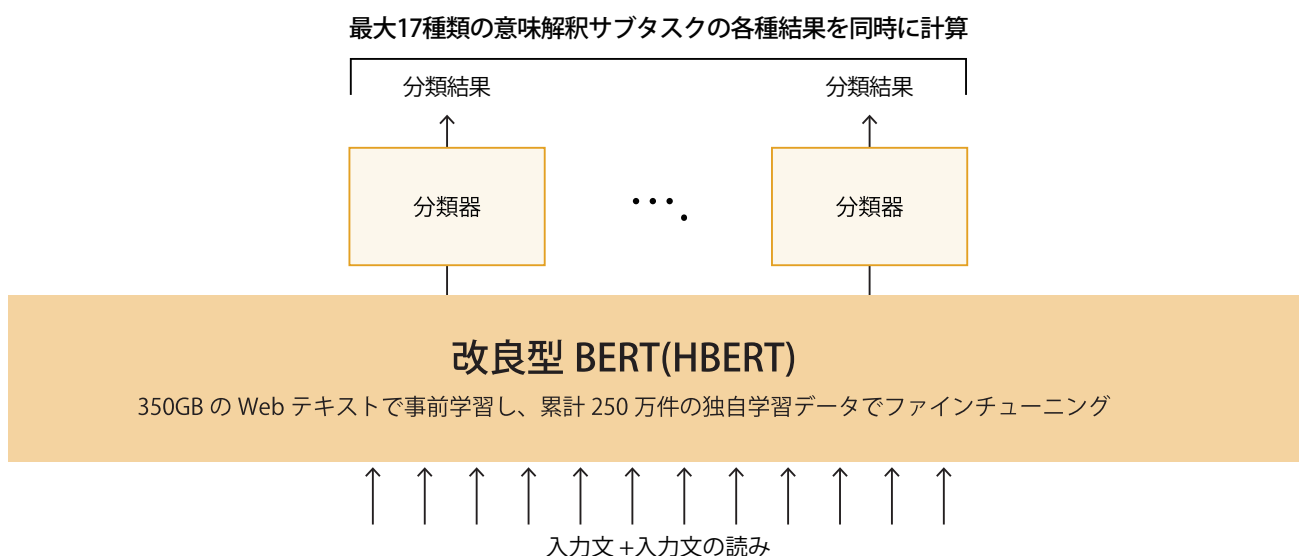 最大17種類の意味解釈サブタスクの各種結果を同時に計算
分類結果 分類結果
分類器 ・・・. 分類器
改良型 BERT(HBERT)
350GB の Web テキストで事前学習し、累計 250 万件の独自学習データでファインチューニング
入力文 +入力文の読み